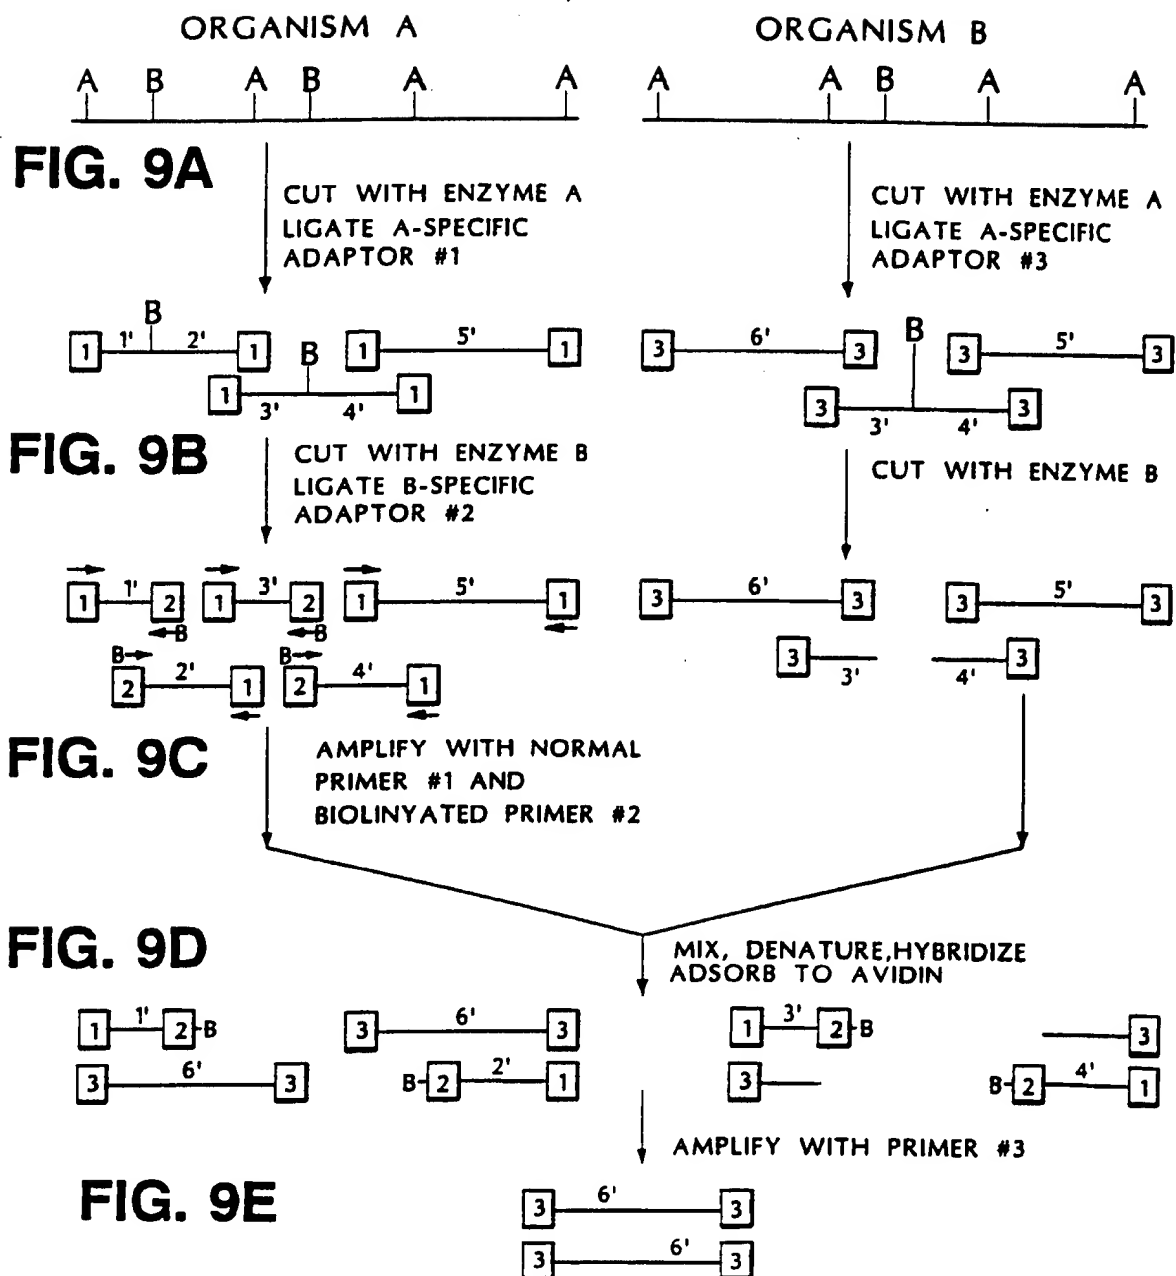 ORGANISM A
ORGANISM B
A B A B A A
A A B A A
FIG. 9A
CUT WITH ENZYME A
LIGATE A-SPECIFIC
ADAPTOR #1
CUT WITH ENZYME A
LIGATE A-SPECIFIC
ADAPTOR #3
B
1 1' 2' 1
B
1 3' 4' 1
1 5' 1
3 6' 3
B
3 3' 4' 3
3 5' 3
FIG. 9B
CUT WITH ENZYME B
LIGATE B-SPECIFIC
ADAPTOR #2
CUT WITH ENZYME B
1 1' 2
B
1 3' 2
B
1 5' 1
B
2 2' 1
B
2 4' 1
3 6' 3
3 5' 3
3 3'
4' 3
FIG. 9C
AMPLIFY WITH NORMAL
PRIMER #1 AND
BIOLINYATED PRIMER #2
FIG. 9D
MIX, DENATURE,HYBRIDIZE
ADSORB TO AVIDIN
1 1' 2-B
3 6' 3
3 6' 3
B-2 2' 1
1 3' 2-B
3
3
B-2 4' 1
AMPLIFY WITH PRIMER #3
FIG. 9E
3 6' 3
3 6' 3